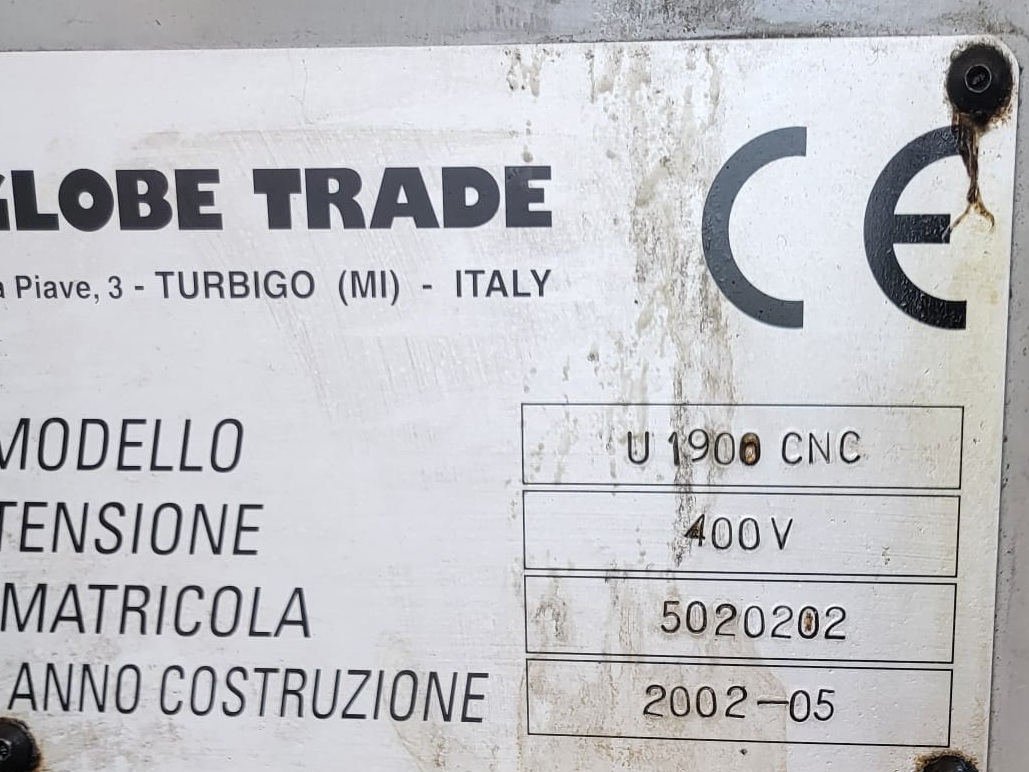 GLOBE TRADE
a Piave, 3 - TURBIGO (MI) - ITALY
CE
MODELLO U 1900 CNC
TENSIONE 400V
MATRICOLA 5020202
ANNO COSTRUZIONE 2002-05